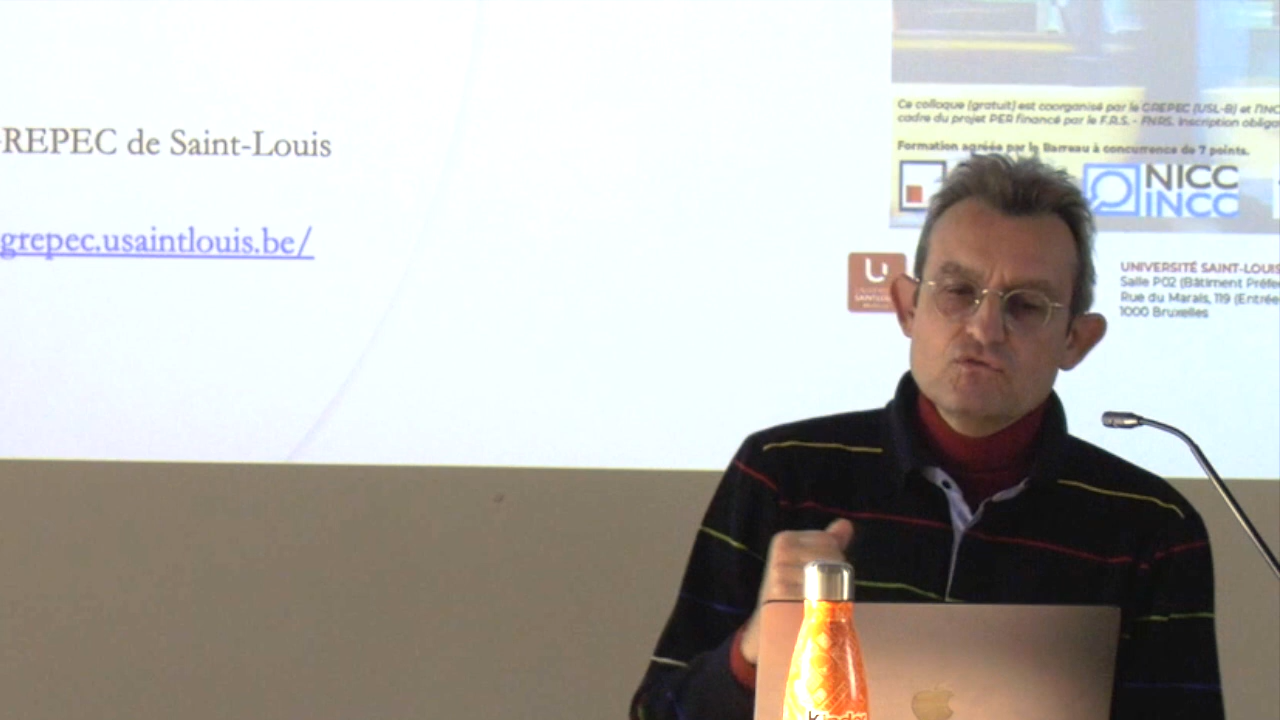 REPEC de Saint-Louis
grepec.usaintlouis.be/
Ce colloque (gratuit) est coorganisé par le GREPEC (USL-B) et l'INC
cadre du projet PER financé par le F.R.S. - FNRS. Inscription obliga
Formation agréée par le Barreau à concurrence de 7 points.
NICC
INCC
UNIVERSITÉ SAINT-LOUIS
Salle P02 (Bâtiment Préfe
Rue du Marais, 119 (Entrée
1000 Bruxelles
Kinder